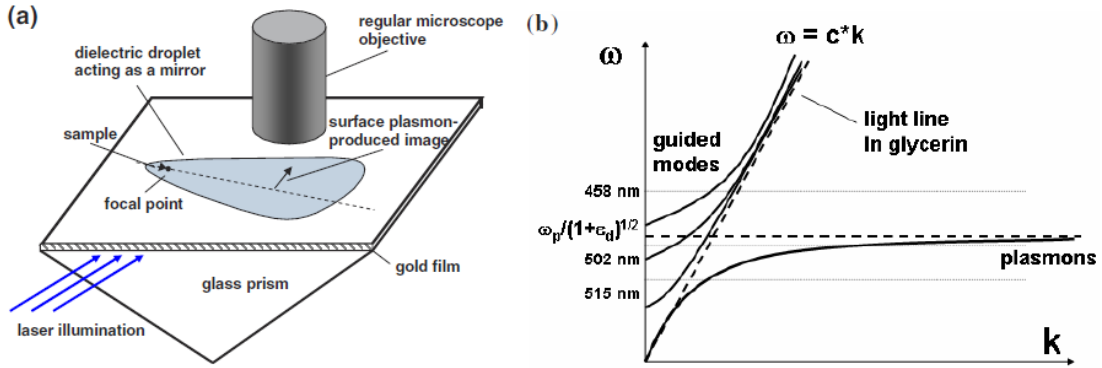 (a)
regular microscope
objective
dielectric droplet
acting as a mirror
sample
surface plasmon-
produced image
focal point
gold film
glass prism
laser illumination
(b)
ω = c*k
ω
light line
In glycerin
guided
modes
458 nm
ωp/(1+εd)1/2
502 nm
plasmons
515 nm
k